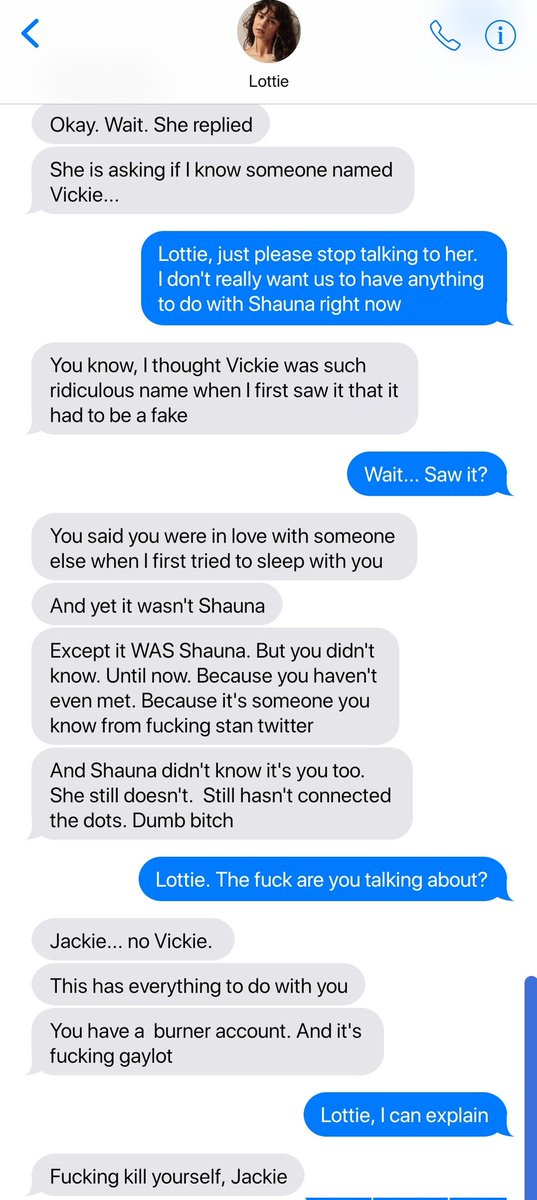 Lottie
Okay. Wait. She replied
She is asking if I know someone named
Vickie...
Lottie, just please stop talking to her.
I don't really want us to have anything
to do with Shauna right now
You know, I thought Vickie was such
ridiculous name when I first saw it that it
had to be a fake
Wait... Saw it?
You said you were in love with someone
else when I first tried to sleep with you
And yet it wasn't Shauna
Except it WAS Shauna. But you didn't
know. Until now. Because you haven't
even met. Because it's someone you
know from fucking stan twitter
And Shauna didn't know it's you too.
She still doesn't.  Still hasn't connected
the dots. Dumb bitch
Lottie. The fuck are you talking about?
Jackie... no Vickie.
This has everything to do with you
You have a  burner account. And it's
fucking gaylot
Lottie, I can explain
Fucking kill yourself, Jackie